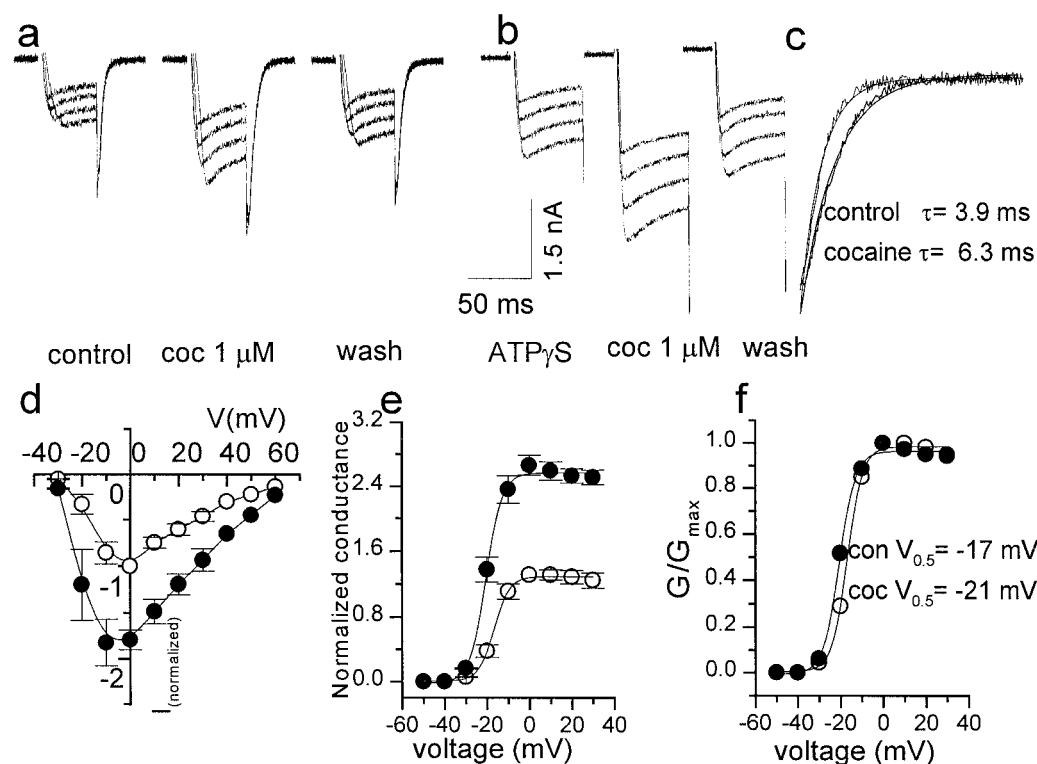 a
b
c
control τ= 3.9 ms
cocaine τ= 6.3 ms
1.5 nA
50 ms
control coc 1 μM wash ATPγS coc 1 μM wash
d
V(mV)
-40 -20 0 20 40 60
0
-1
-2
I(normalized)
e
Normalized conductance
3.2
2.4
1.6
0.8
0.0
-60 -40 -20 0 20 40
voltage (mV)
f
G/Gmax
1.0
0.8
0.6
0.4
0.2
0.0
con V0.5= -17 mV
coc V0.5= -21 mV
-60 -40 -20 0 20 40
voltage (mV)